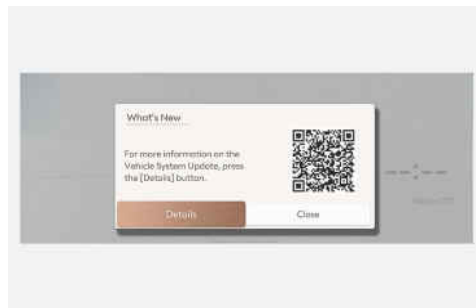 What's New
For more information on the
Vehicle System Update, press
the [Details] button.
Details
Close